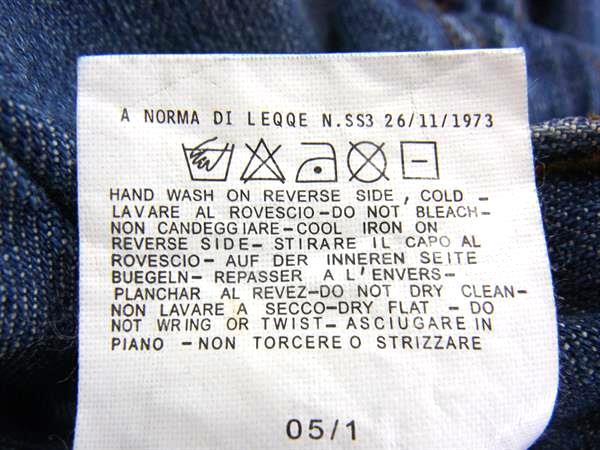 A NORMA DI LEQQE N.SS3 26/11/1973
HAND WASH ON REVERSE SIDE, COLD -
LAVARE AL ROVESCIO-DO NOT BLEACH-
NON CANDEGGIARE-COOL IRON ON
REVERSE SIDE- STIRARE IL CAPO AL
ROVESCIO- AUF DER INNEREN SEITE
BUEGELN- REPASSER A L'ENVERS-
PLANCHAR AL REVEZ-DO NOT DRY CLEAN-
NON LAVARE A SECCO-DRY FLAT - DO
NOT WRING OR TWIST-ASCIUGARE IN
PIANO -NON TORCERE O STRIZZARE
05/1